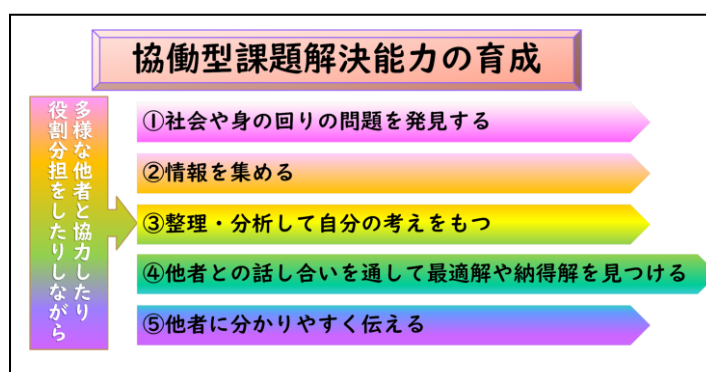 協働型課題解決能力の育成
多様な他者と協力したり
役割分担をしたりしながら
①社会や身の回りの問題を発見する
②情報を集める
③整理・分析して自分の考えをもつ
④他者との話し合いを通して最適解や納得解を見つける
⑤他者に分かりやすく伝える